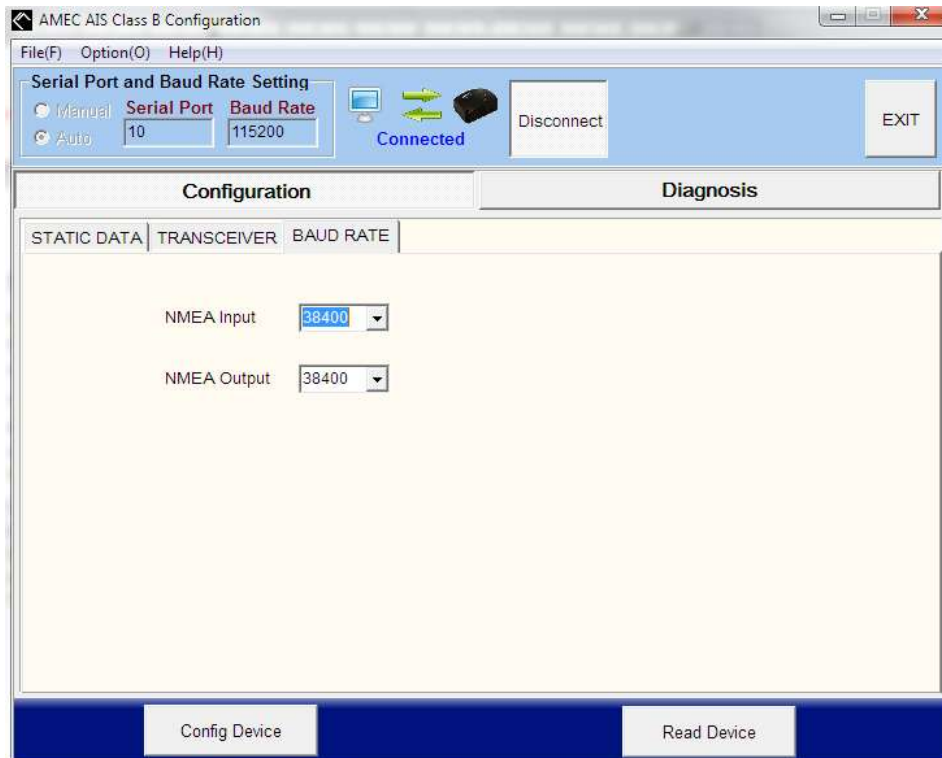 AMEC AIS Class B Configuration
File(F) Option(O) Help(H)
Serial Port and Baud Rate Setting
Manual Serial Port Baud Rate
Auto 10 115200
Connected
Disconnect
EXIT
Configuration Diagnosis
STATIC DATA TRANSCEIVER BAUD RATE
NMEA Input 38400
NMEA Output 38400
Config Device Read Device